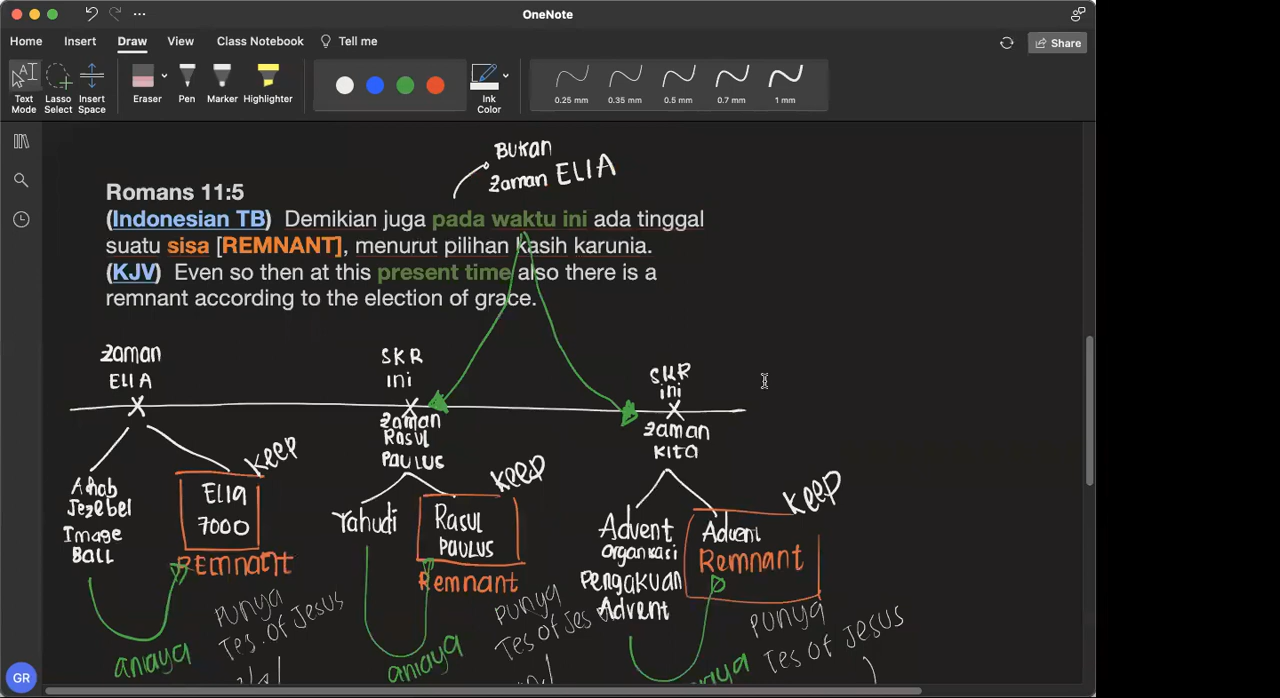 OneNote
Home Insert Draw View Class Notebook Tell me
Share
Text Mode
Lasso Select
Insert Space
Eraser
Pen
Marker
Highlighter
Ink Color
0.25 mm
0.35 mm
0.5 mm
0.7 mm
1 mm
Bukan
Zaman ELIA
Romans 11:5
(Indonesian TB) Demikian juga pada waktu ini ada tinggal
suatu sisa [REMNANT], menurut pilihan kasih karunia.
(KJV) Even so then at this present time also there is a
remnant according to the election of grace.
Zaman
ELIA
SKR
ini
SKR
ini
Zaman
Rasul
PAULUS
Zaman
KITA
Keep
Keep
Keep
Ahab
Jezebel
Image
BAll
Elia
7000
REmnant
Yahudi
Rasul
PAULUS
Remnant
Advent
organisasi
Pengakuan
Advent
Advent
Remnant
aniaya
Punya
Tes. Of Jesus
aniaya
Punya
Tes Of Jes
Punya
Tes Of Jesus
GR